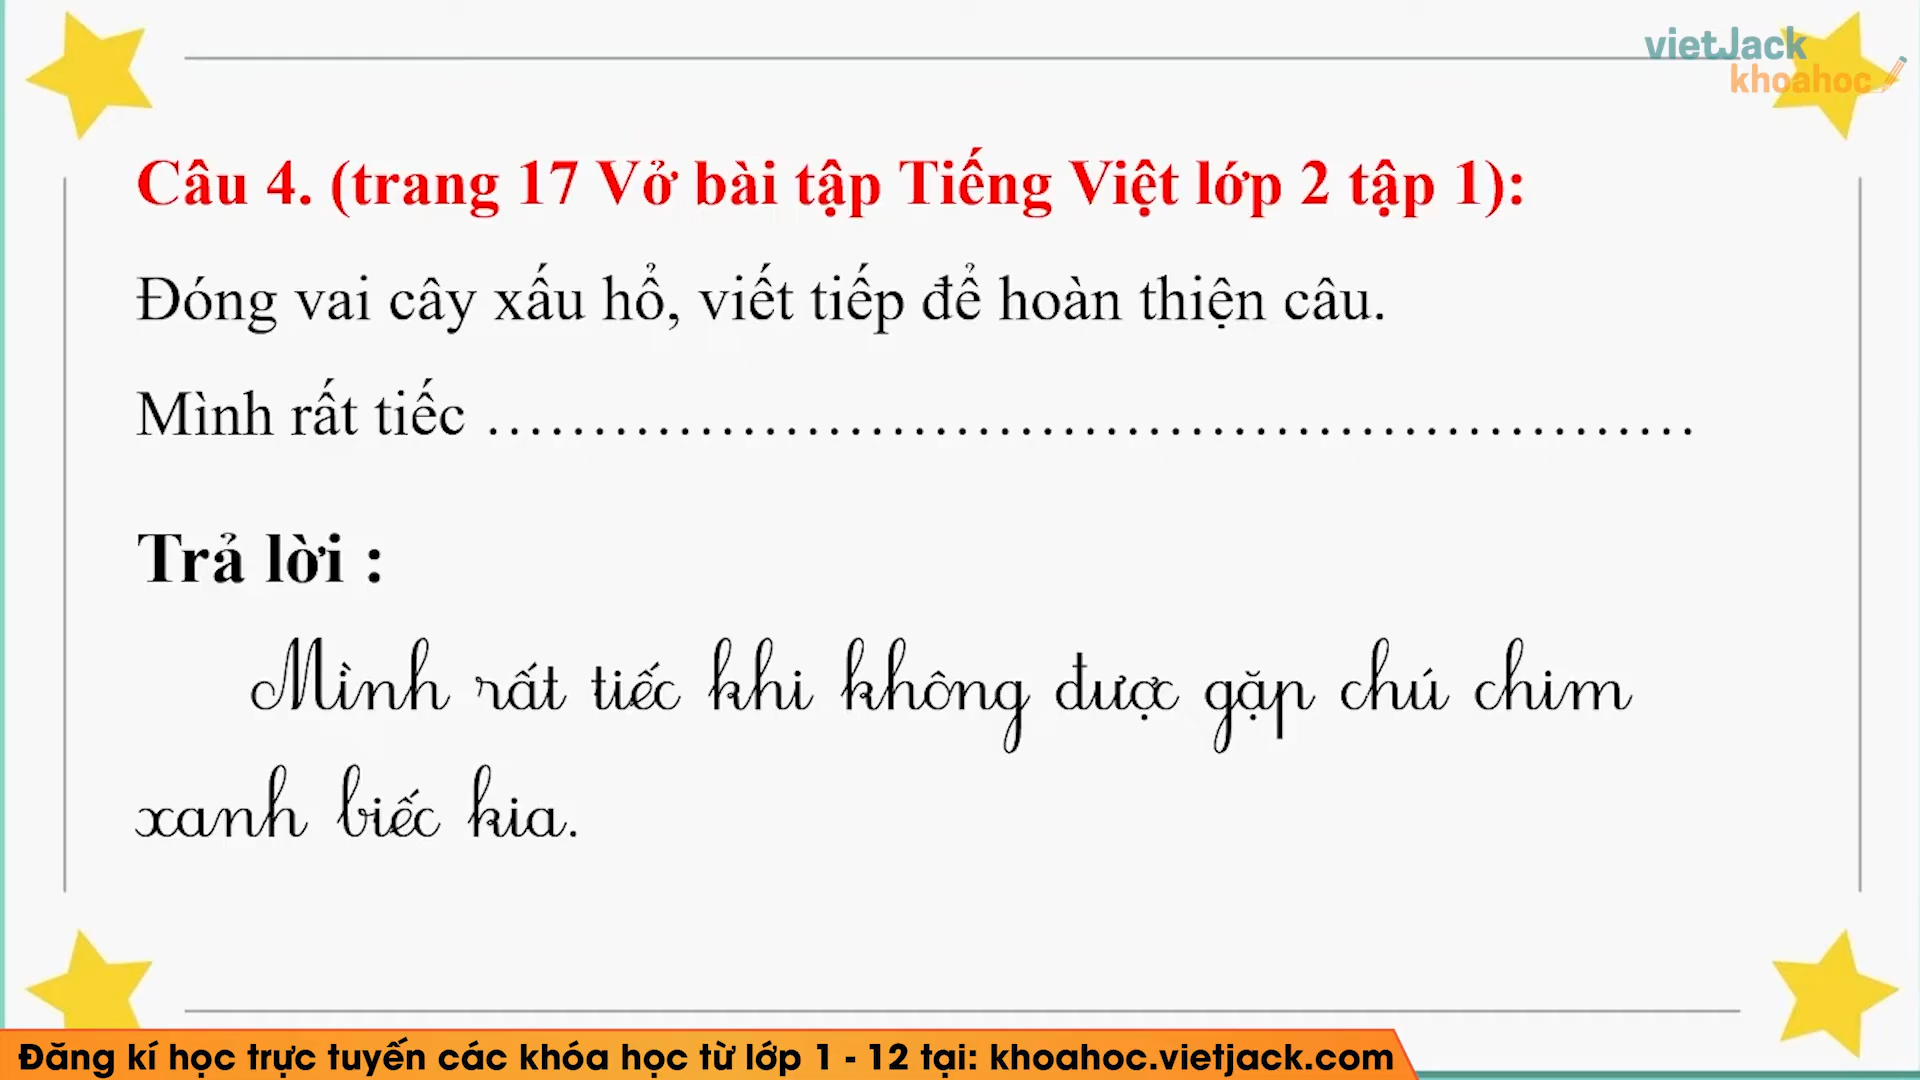 vietJack
khoahoc
Câu 4. (trang 17 Vở bài tập Tiếng Việt lớp 2 tập 1):
Đóng vai cây xấu hổ, viết tiếp để hoàn thiện câu.
Mình rất tiếc ........................................................
Trả lời :
Mình rất tiếc khi không được gặp chú chim
xanh biếc kia.
Đăng kí học trực tuyến các khóa học từ lớp 1 - 12 tại: khoahoc.vietjack.com